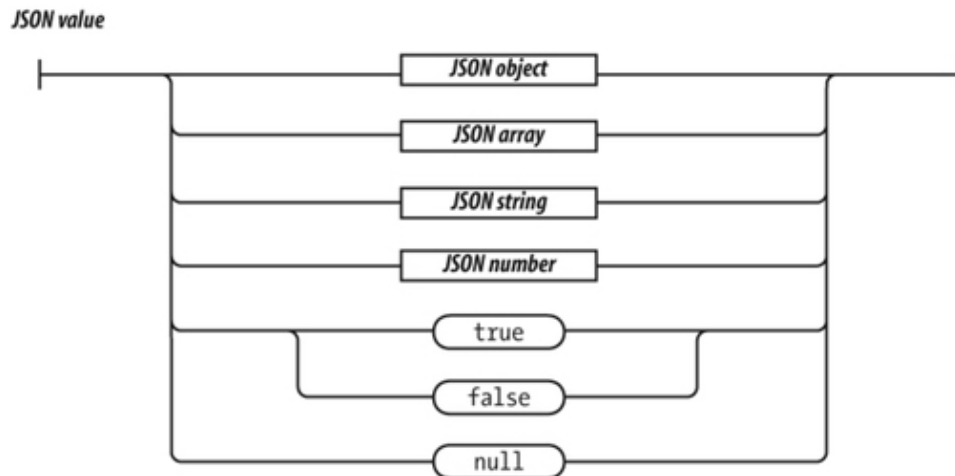 JSON value
JSON object
JSON array
JSON string
JSON number
true
false
null